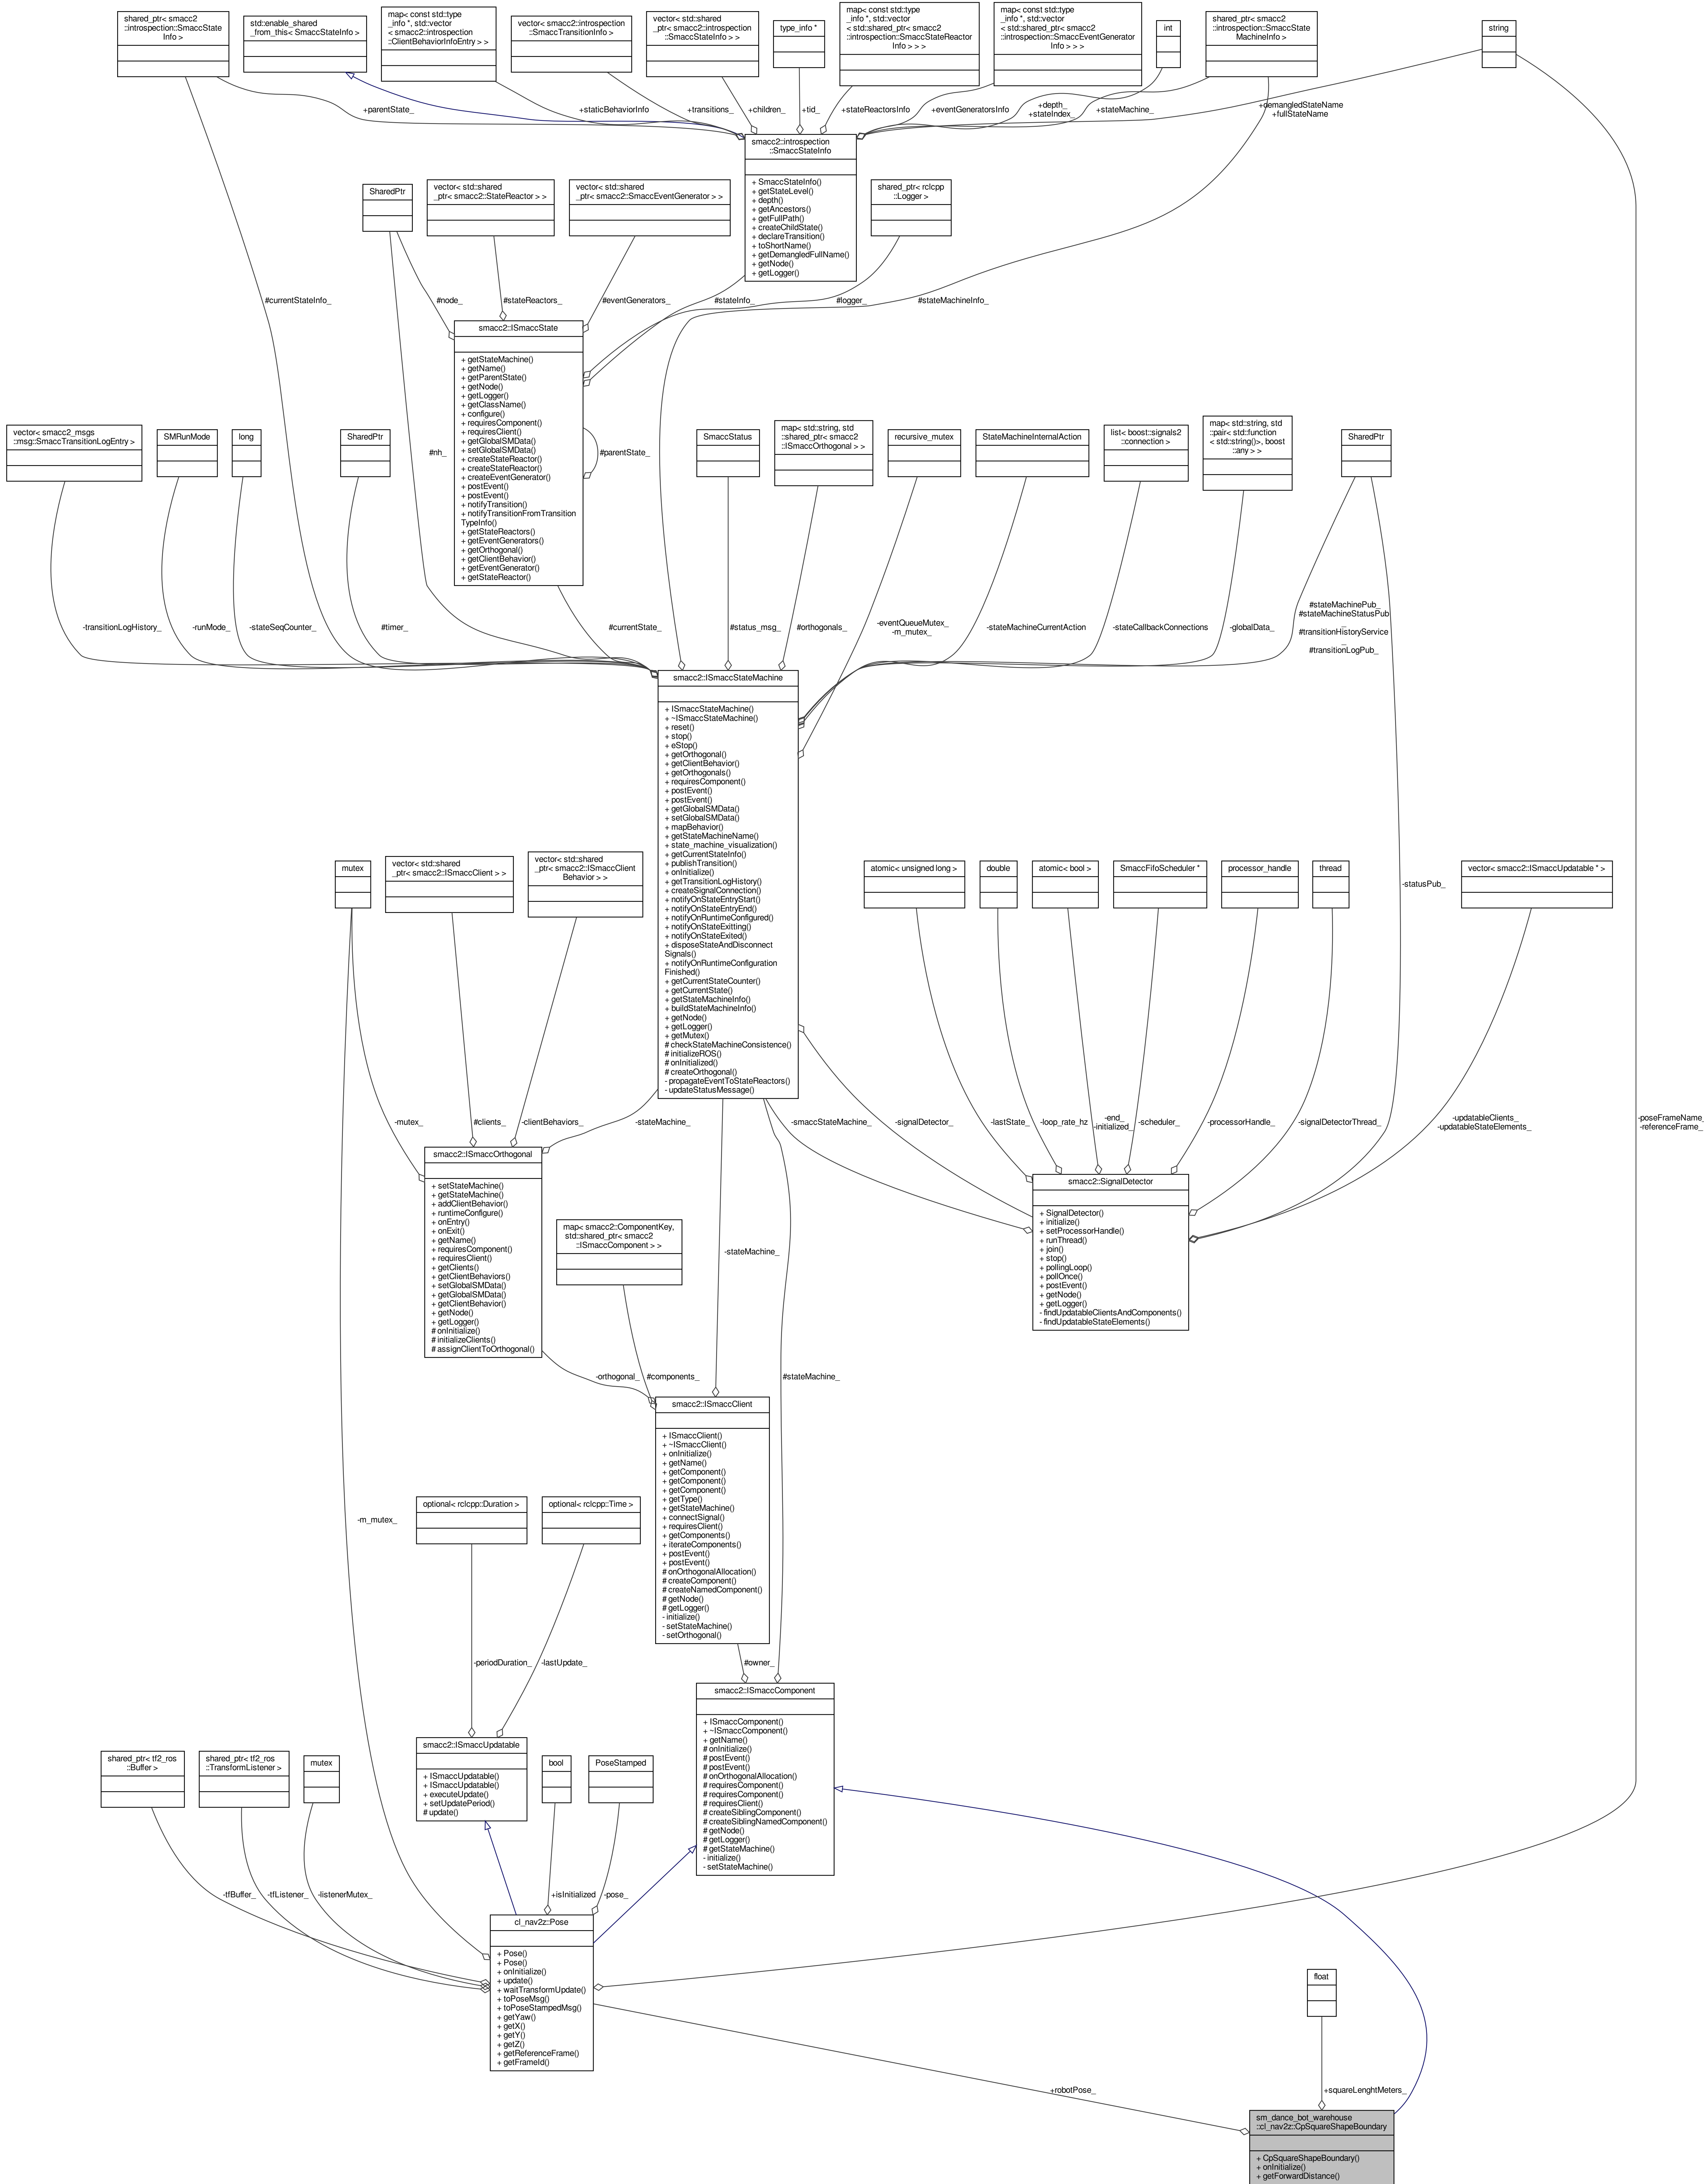 shared_ptr< smacc2
::introspection::SmaccState
Info >
std::enable_shared
_from_this< SmaccStateInfo >
map< const std::type
_info *, std::vector
< smacc2::introspection
::ClientBehaviorInfoEntry > >
vector< smacc2::introspection
::SmaccTransitionInfo >
vector< std::shared
_ptr< smacc2::introspection
::SmaccStateInfo > >
type_info *
map< const std::type
_info *, std::vector
< std::shared_ptr< smacc2
::introspection::SmaccStateReactor
Info > > >
map< const std::type
_info *, std::vector
< std::shared_ptr< smacc2
::introspection::SmaccEventGenerator
Info > > >
int
shared_ptr< smacc2
::introspection::SmaccState
MachineInfo >
string
+parentState_
+staticBehaviorInfo
+transitions_
+children_
+tid_
+stateReactorsInfo
+eventGeneratorsInfo
+depth_
+stateIndex_
+stateMachine_
+demangledStateName
+fullStateName
smacc2::introspection
::SmaccStateInfo
+ SmaccStateInfo()
+ getStateLevel()
+ depth()
+ getAncestors()
+ getFullPath()
+ createChildState()
+ declareTransition()
+ toShortName()
+ getDemangledFullName()
+ getNode()
+ getLogger()
SharedPtr
vector< std::shared
_ptr< smacc2::StateReactor > >
vector< std::shared
_ptr< smacc2::SmaccEventGenerator > >
shared_ptr< rclcpp
::Logger >
#currentStateInfo_
#node_
#stateReactors_
#eventGenerators_
#stateInfo_
#logger_
#stateMachineInfo_
smacc2::ISmaccState
+ getStateMachine()
+ getName()
+ getParentState()
+ getNode()
+ getLogger()
+ getClassName()
+ configure()
+ requiresComponent()
+ requiresClient()
+ getGlobalSMData()
+ setGlobalSMData()
+ createStateReactor()
+ createStateReactor()
+ createEventGenerator()
+ postEvent()
+ postEvent()
+ notifyTransition()
+ notifyTransitionFromTransition
TypeInfo()
+ getStateReactors()
+ getEventGenerators()
+ getOrthogonal()
+ getClientBehavior()
+ getEventGenerator()
+ getStateReactor()
#parentState_
#nh_
vector< smacc2_msgs
::msg::SmaccTransitionLogEntry >
SMRunMode
long
SharedPtr
SmaccStatus
map< std::string, std
::shared_ptr< smacc2
::ISmaccOrthogonal > >
recursive_mutex
StateMachineInternalAction
list< boost::signals2
::connection >
map< std::string, std
::pair< std::function
< std::string()>, boost
::any > >
SharedPtr
-transitionLogHistory_
-runMode_
-stateSeqCounter_
#timer_
#currentState_
#status_msg_
#orthogonals_
-eventQueueMutex_
-m_mutex_
-stateMachineCurrentAction
-stateCallbackConnections
-globalData_
#stateMachinePub_
#stateMachineStatusPub
_
#transitionHistoryService
_
#transitionLogPub_
smacc2::ISmaccStateMachine
+ ISmaccStateMachine()
+ ~ISmaccStateMachine()
+ reset()
+ stop()
+ eStop()
+ getOrthogonal()
+ getClientBehavior()
+ getOrthogonals()
+ requiresComponent()
+ postEvent()
+ postEvent()
+ getGlobalSMData()
+ setGlobalSMData()
+ mapBehavior()
+ getStateMachineName()
+ state_machine_visualization()
+ getCurrentStateInfo()
+ publishTransition()
+ onInitialize()
+ getTransitionLogHistory()
+ createSignalConnection()
+ notifyOnStateEntryStart()
+ notifyOnStateEntryEnd()
+ notifyOnRuntimeConfigured()
+ notifyOnStateExitting()
+ notifyOnStateExited()
+ disposeStateAndDisconnect
Signals()
+ notifyOnRuntimeConfiguration
Finished()
+ getCurrentStateCounter()
+ getCurrentState()
+ getStateMachineInfo()
+ buildStateMachineInfo()
+ getNode()
+ getLogger()
+ getMutex()
# checkStateMachineConsistence()
# initializeROS()
# onInitialized()
# createOrthogonal()
- propagateEventToStateReactors()
- updateStatusMessage()
mutex
vector< std::shared
_ptr< smacc2::ISmaccClient > >
vector< std::shared
_ptr< smacc2::ISmaccClient
Behavior > >
atomic< unsigned long >
double
atomic< bool >
SmaccFifoScheduler *
processor_handle
thread
-statusPub_
vector< smacc2::ISmaccUpdatable * >
-mutex_
#clients_
-clientBehaviors_
-stateMachine_
-smaccStateMachine_
-signalDetector_
-lastState_
-loop_rate_hz
-end_
-initialized_
-scheduler_
-processorHandle_
-signalDetectorThread_
-updatableClients_
-updatableStateElements_
-poseFrameName_
-referenceFrame_
smacc2::ISmaccOrthogonal
+ setStateMachine()
+ getStateMachine()
+ addClientBehavior()
+ runtimeConfigure()
+ onEntry()
+ onExit()
+ getName()
+ requiresComponent()
+ requiresClient()
+ getClients()
+ getClientBehaviors()
+ setGlobalSMData()
+ getGlobalSMData()
+ getClientBehavior()
+ getNode()
+ getLogger()
# onInitialize()
# initializeClients()
# assignClientToOrthogonal()
map< smacc2::ComponentKey,
std::shared_ptr< smacc2
::ISmaccComponent > >
-stateMachine_
smacc2::SignalDetector
+ SignalDetector()
+ initialize()
+ setProcessorHandle()
+ runThread()
+ join()
+ stop()
+ pollingLoop()
+ pollOnce()
+ postEvent()
+ getNode()
+ getLogger()
- findUpdatableClientsAndComponents()
- findUpdatableStateElements()
-orthogonal_
#components_
#stateMachine_
smacc2::ISmaccClient
+ ISmaccClient()
+ ~ISmaccClient()
+ onInitialize()
+ getName()
+ getComponent()
+ getComponent()
+ getComponent()
+ getType()
+ getStateMachine()
+ connectSignal()
+ requiresClient()
+ getComponents()
+ iterateComponents()
+ postEvent()
+ postEvent()
# onOrthogonalAllocation()
# createComponent()
# createNamedComponent()
# getNode()
# getLogger()
- initialize()
- setStateMachine()
- setOrthogonal()
-m_mutex_
optional< rclcpp::Duration >
optional< rclcpp::Time >
-periodDuration_
-lastUpdate_
#owner_
smacc2::ISmaccComponent
+ ISmaccComponent()
+ ~ISmaccComponent()
+ getName()
# onInitialize()
# postEvent()
# postEvent()
# onOrthogonalAllocation()
# requiresComponent()
# requiresComponent()
# requiresClient()
# createSiblingComponent()
# createSiblingNamedComponent()
# getNode()
# getLogger()
# getStateMachine()
- initialize()
- setStateMachine()
shared_ptr< tf2_ros
::Buffer >
shared_ptr< tf2_ros
::TransformListener >
mutex
smacc2::ISmaccUpdatable
+ ISmaccUpdatable()
+ ISmaccUpdatable()
+ executeUpdate()
+ setUpdatePeriod()
# update()
bool
PoseStamped
-tfBuffer_
-tfListener_
-listenerMutex_
+isInitialized
-pose_
cl_nav2z::Pose
+ Pose()
+ Pose()
+ onInitialize()
+ update()
+ waitTransformUpdate()
+ toPoseMsg()
+ toPoseStampedMsg()
+ getYaw()
+ getX()
+ getY()
+ getZ()
+ getReferenceFrame()
+ getFrameId()
float
+robotPose_
+squareLenghtMeters_
sm_dance_bot_warehouse
::cl_nav2z::CpSquareShapeBoundary
+ CpSquareShapeBoundary()
+ onInitialize()
+ getForwardDistance()